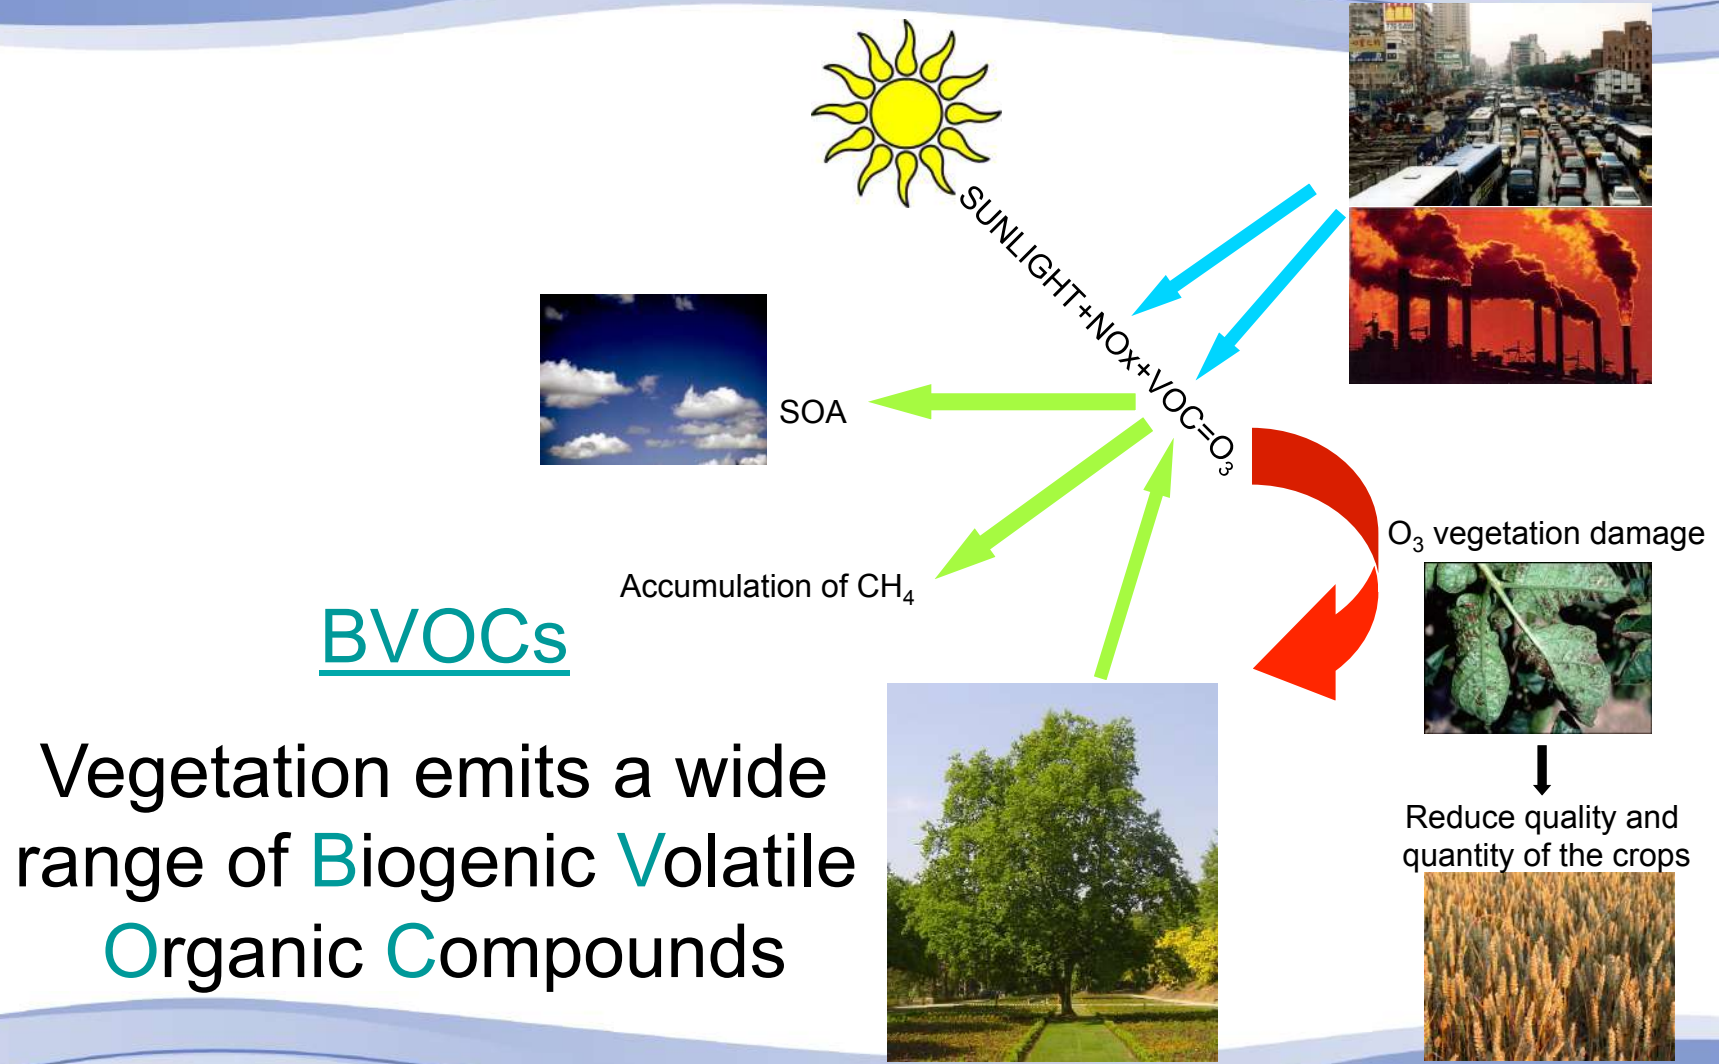 SUNLIGHT+NOx+VOC=O₃
SOA
Accumulation of CH₄
O₃ vegetation damage
Reduce quality and
quantity of the crops
BVOCs
Vegetation emits a wide
range of Biogenic Volatile
Organic Compounds